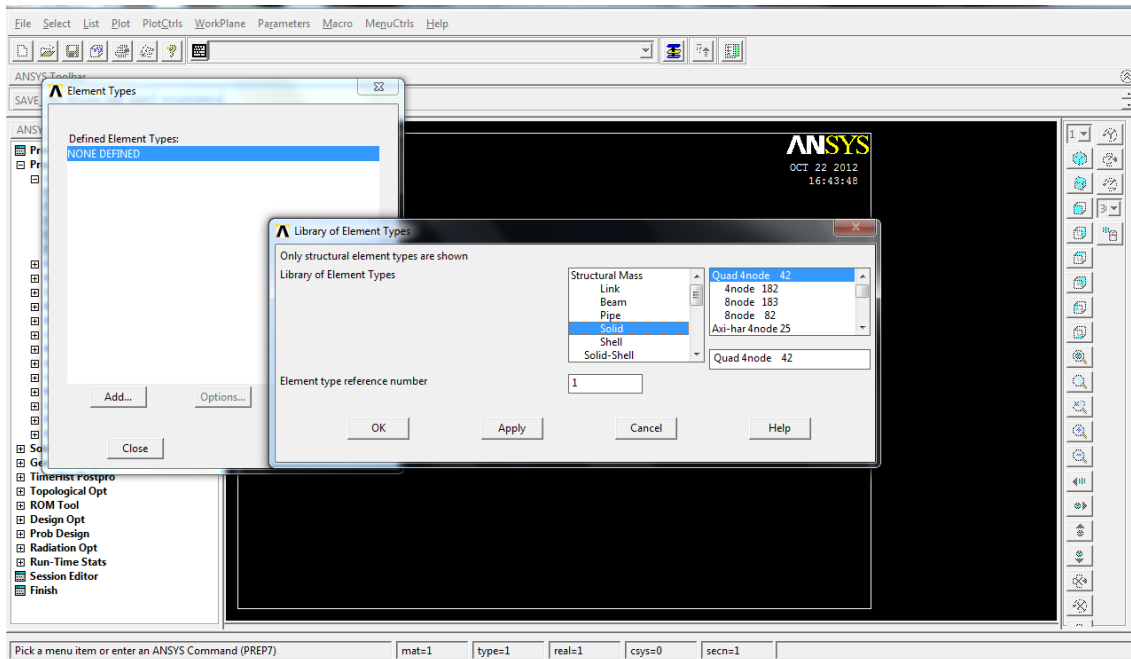 File Select List Plot PlotCtrls WorkPlane Parameters Macro MenuCtrls Help
ANSYS Toolbar
SAVE
Element Types
Defined Element Types:
NONE DEFINED
Add... Options...
Close
ANSYS
OCT 22 2012
16:43:48
1
3
Library of Element Types
Only structural element types are shown
Library of Element Types
Structural Mass
Link
Beam
Pipe
Solid
Shell
Solid-Shell
Quad 4node 42
4node 182
8node 183
8node 82
Axi-har 4node 25
Quad 4node 42
Element type reference number
1
OK Apply Cancel Help
TimeHist Postpro
Topological Opt
ROM Tool
Design Opt
Prob Design
Radiation Opt
Run-Time Stats
Session Editor
Finish
Pick a menu item or enter an ANSYS Command (PREP7) mat=1 type=1 real=1 csys=0 secn=1